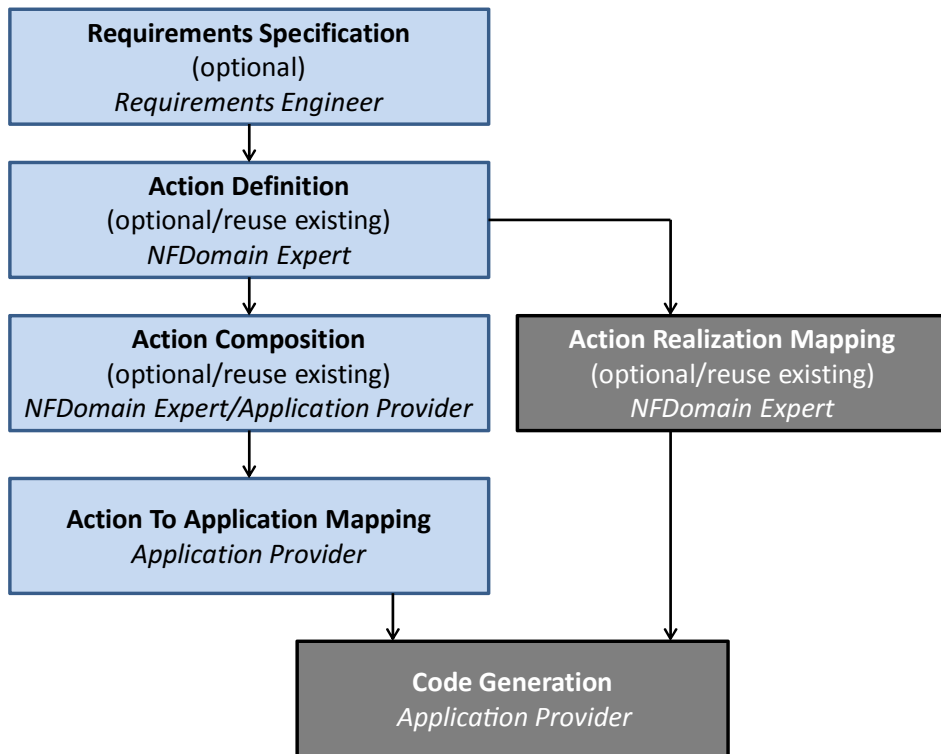 Requirements Specification
(optional)
Requirements Engineer
Action Definition
(optional/reuse existing)
NFDomain Expert
Action Composition
(optional/reuse existing)
NFDomain Expert/Application Provider
Action Realization Mapping
(optional/reuse existing)
NFDomain Expert
Action To Application Mapping
Application Provider
Code Generation
Application Provider